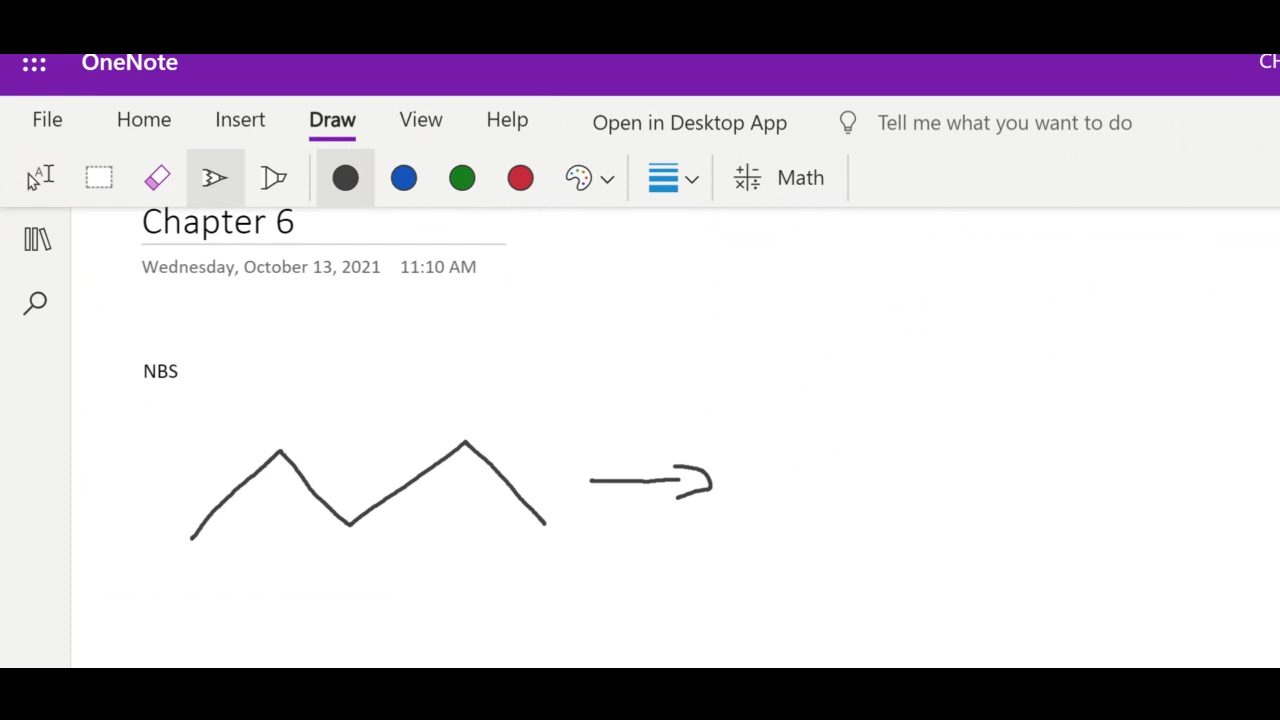 OneNote
CH
File Home Insert Draw View Help Open in Desktop App Tell me what you want to do
Math
Chapter 6
Wednesday, October 13, 2021 11:10 AM
NBS